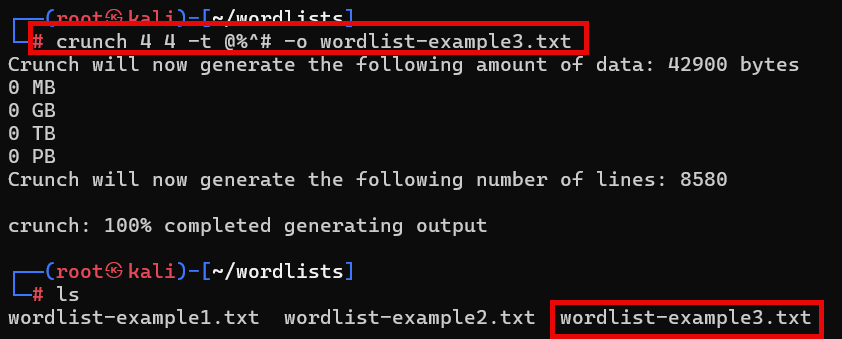 ┌──(root㉿kali)-[~/wordlists]
└─# crunch 4 4 -t @%^# -o wordlist-example3.txt
Crunch will now generate the following amount of data: 42900 bytes
0 MB
0 GB
0 TB
0 PB
Crunch will now generate the following number of lines: 8580
crunch: 100% completed generating output
┌──(root㉿kali)-[~/wordlists]
└─# ls
wordlist-example1.txt  wordlist-example2.txt  wordlist-example3.txt